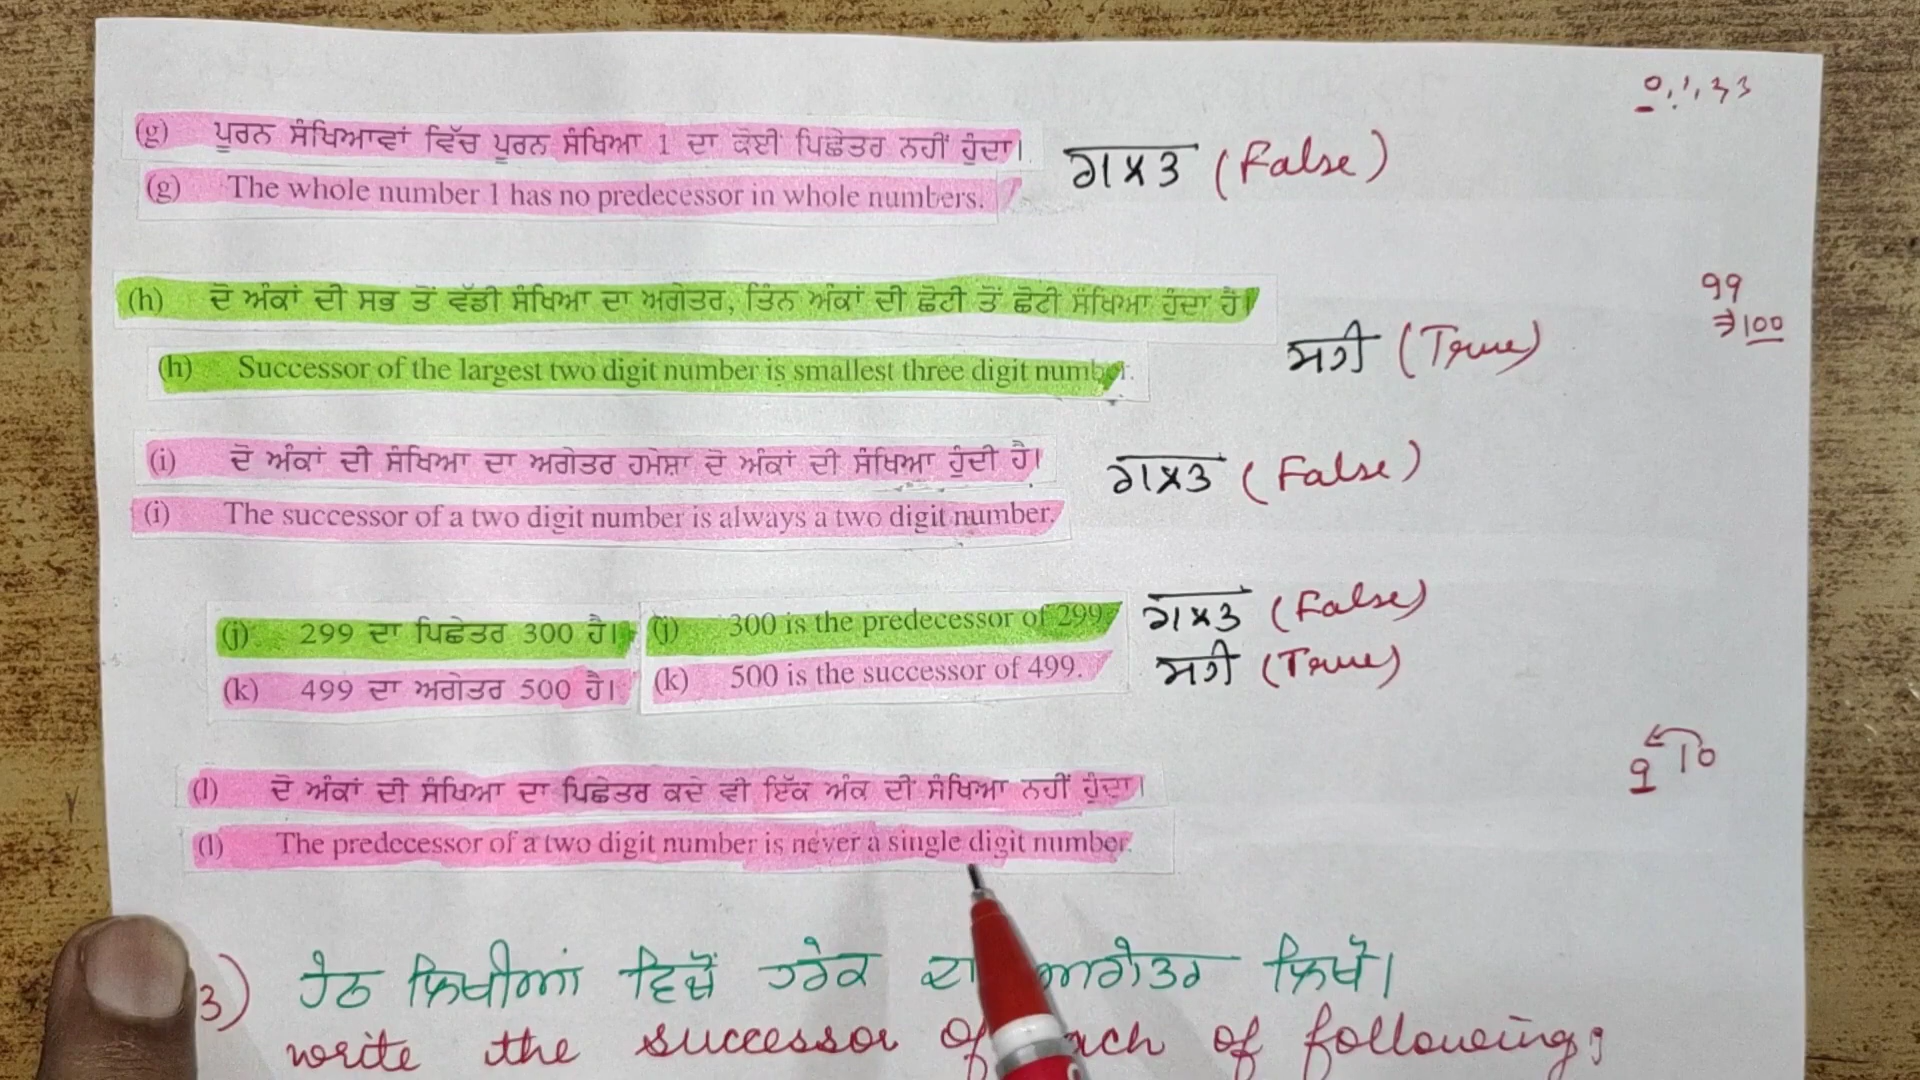 0,1,2,3
(g) ਪੂਰਨ ਸੰਖਿਆਵਾਂ ਵਿੱਚ ਪੂਰਨ ਸੰਖਿਆ 1 ਦਾ ਕੋਈ ਪਿਛੇਤਰ ਨਹੀਂ ਹੁੰਦਾ।
ਗਲਤ (False)
(g) The whole number 1 has no predecessor in whole numbers.
(h) ਦੋ ਅੰਕਾਂ ਦੀ ਸਭ ਤੋਂ ਵੱਡੀ ਸੰਖਿਆ ਦਾ ਅਗੇਤਰ, ਤਿੰਨ ਅੰਕਾਂ ਦੀ ਛੋਟੀ ਤੋਂ ਛੋਟੀ ਸੰਖਿਆ ਹੁੰਦਾ ਹੈ।
99
⇒100
ਸਹੀ (True)
(h) Successor of the largest two digit number is smallest three digit number.
(i) ਦੋ ਅੰਕਾਂ ਦੀ ਸੰਖਿਆ ਦਾ ਅਗੇਤਰ ਹਮੇਸ਼ਾ ਦੋ ਅੰਕਾਂ ਦੀ ਸੰਖਿਆ ਹੁੰਦੀ ਹੈ।
ਗਲਤ (False)
(i) The successor of a two digit number is always a two digit number.
(j) 299 ਦਾ ਪਿਛੇਤਰ 300 ਹੈ। (j) 300 is the predecessor of 299. ਗਲਤ (False)
(k) 499 ਦਾ ਅਗੇਤਰ 500 ਹੈ। (k) 500 is the successor of 499. ਸਹੀ (True)
9 10
(l) ਦੋ ਅੰਕਾਂ ਦੀ ਸੰਖਿਆ ਦਾ ਪਿਛੇਤਰ ਕਦੇ ਵੀ ਇੱਕ ਅੰਕ ਦੀ ਸੰਖਿਆ ਨਹੀਂ ਹੁੰਦਾ।
(l) The predecessor of a two digit number is never a single digit number.
3) ਹੇਠ ਲਿਖੀਆਂ ਵਿਚੋਂ ਹਰੇਕ ਦਾ ਅਗੇਤਰ ਲਿਖੋ।
write the successor of each of following: